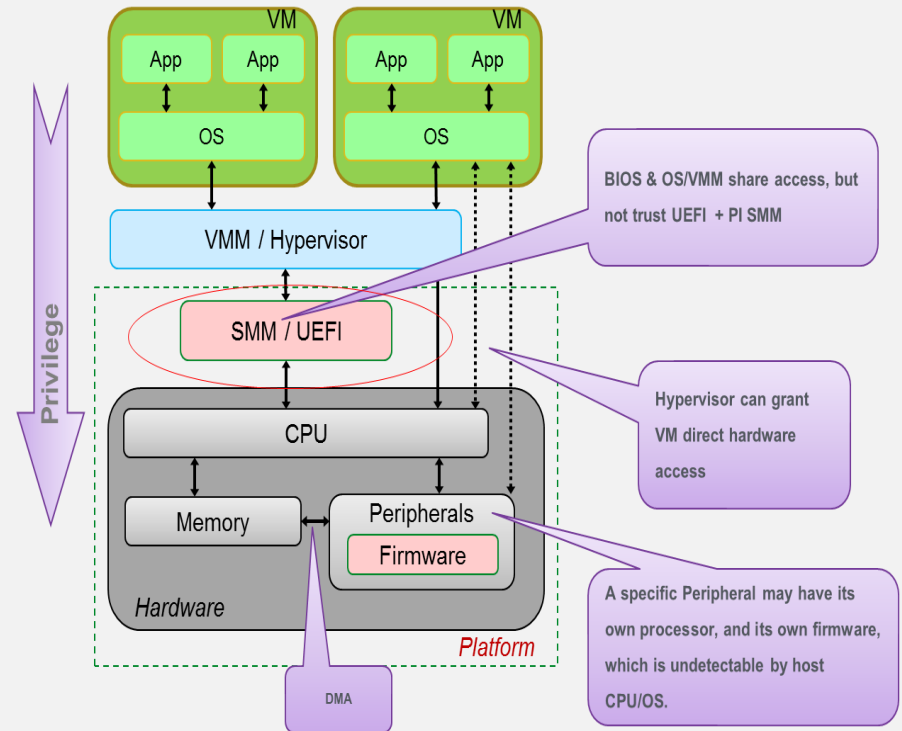 VM
VM
App
App
App
App
OS
OS
Privilege
BIOS & OS/VMM share access, but
not trust UEFI + PI SMM
VMM / Hypervisor
SMM / UEFI
Hypervisor can grant
VM direct hardware
access
CPU
Memory
Peripherals
Firmware
Hardware
Platform
A specific Peripheral may have its
own processor, and its own firmware,
which is undetectable by host
CPU/OS.
DMA